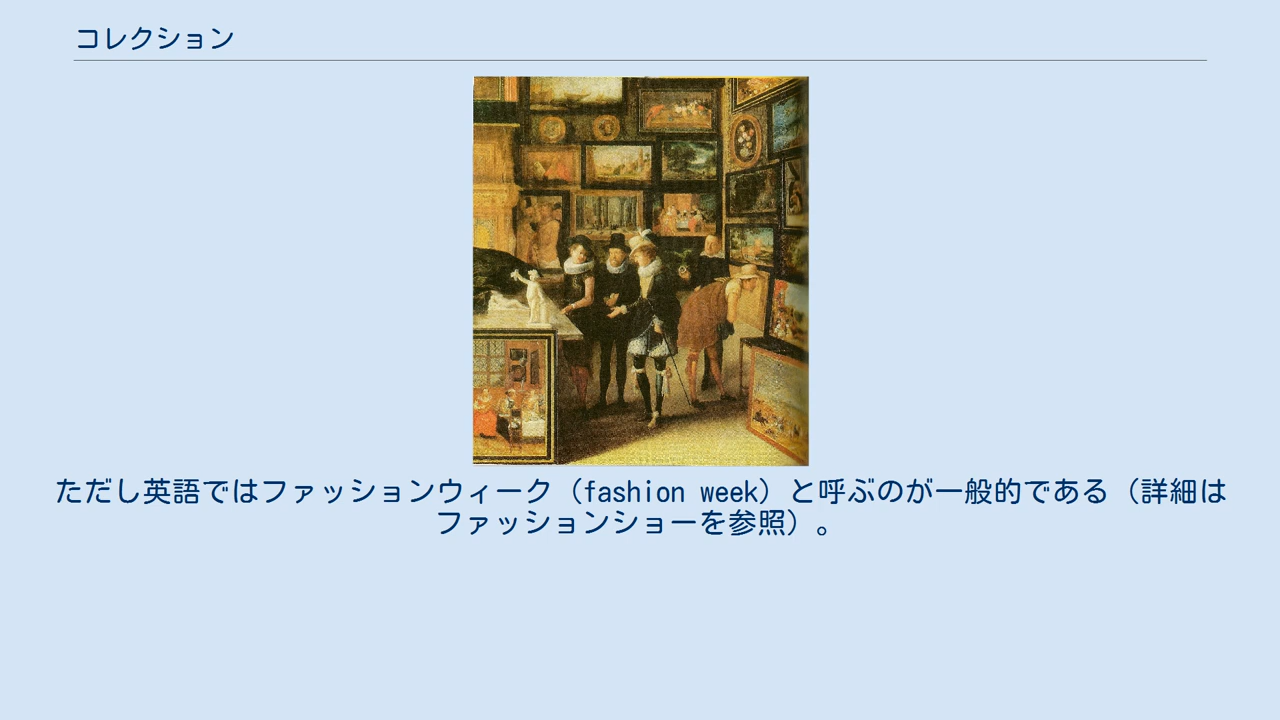 コレクション
ただし英語ではファッションウィーク（fashion week）と呼ぶのが一般的である（詳細は
ファッションショーを参照）。